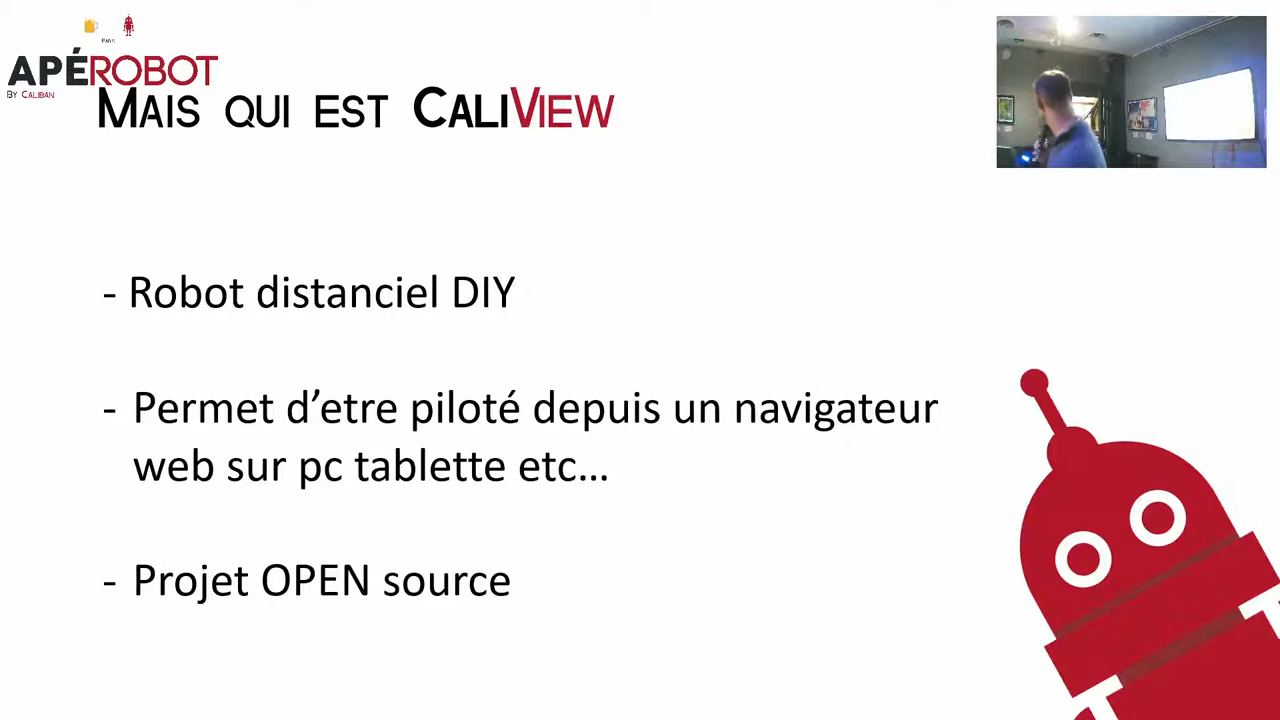 Paris
APÉROBOT
BY CALIBAN
MAIS QUI EST CALIVIEW
- Robot distanciel DIY
- Permet d’etre piloté depuis un navigateur
web sur pc tablette etc...
- Projet OPEN source